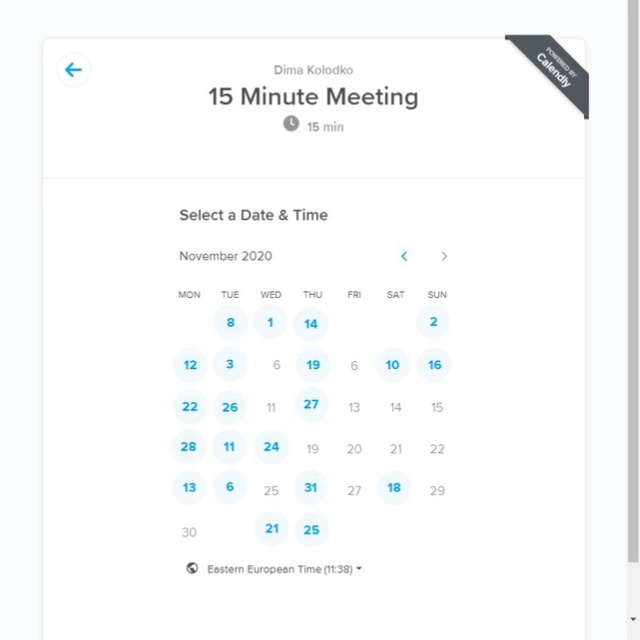 POWERED BY
Calendly
Dima Kolodko
15 Minute Meeting
15 min
Select a Date & Time
November 2020
MON TUE WED THU FRI SAT SUN
8 1 14 2
12 3 6 19 6 10 16
22 26 11 27 13 14 15
28 11 24 19 20 21 22
13 6 25 31 27 18 29
30 21 25
Eastern European Time (11:38)